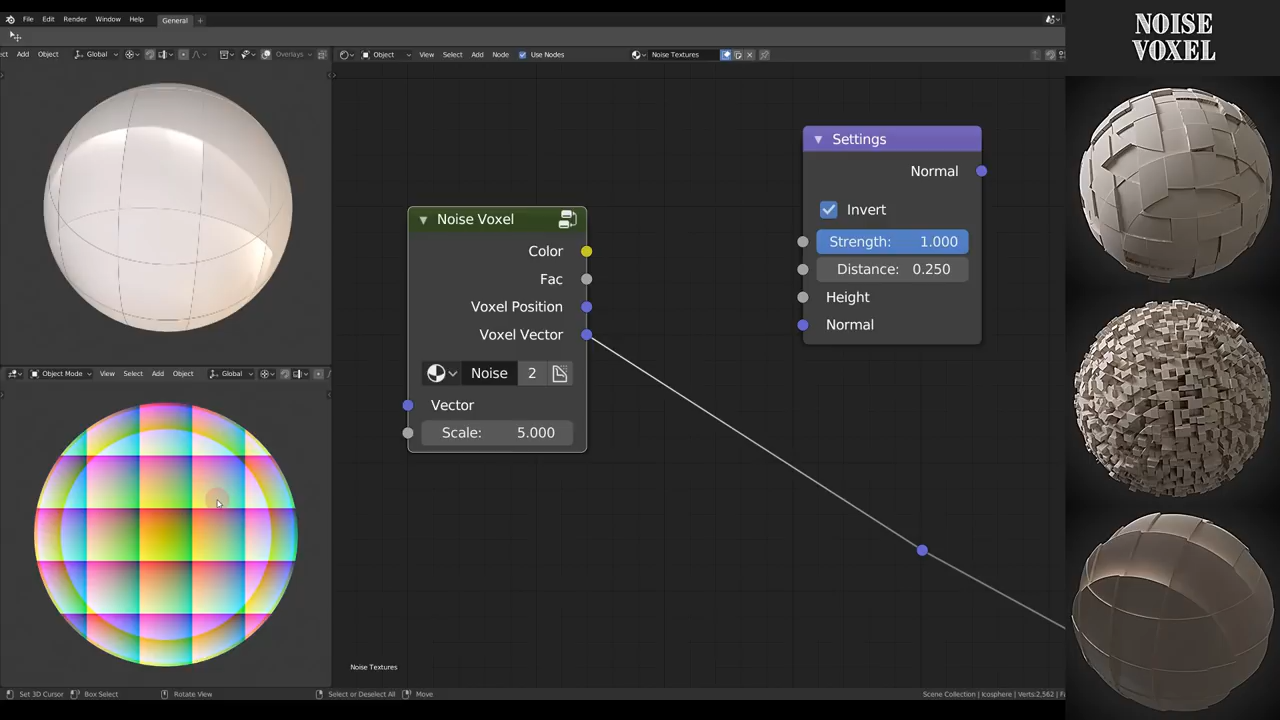 File Edit Render Window Help General +
NOISE
VOXEL
Add Object Global Overlays
Object View Select Add Node Use Nodes Noise Textures
Settings
Normal
Invert
Strength: 1.000
Distance: 0.250
Height
Normal
Noise Voxel
Color
Fac
Voxel Position
Voxel Vector
Noise 2
Vector
Scale: 5.000
Object Mode View Select Add Object Global
Noise Textures
Set 3D Cursor Box Select Rotate View Select or Deselect All Move Scene Collection | Icosphere | Verts:2,562 | Fa